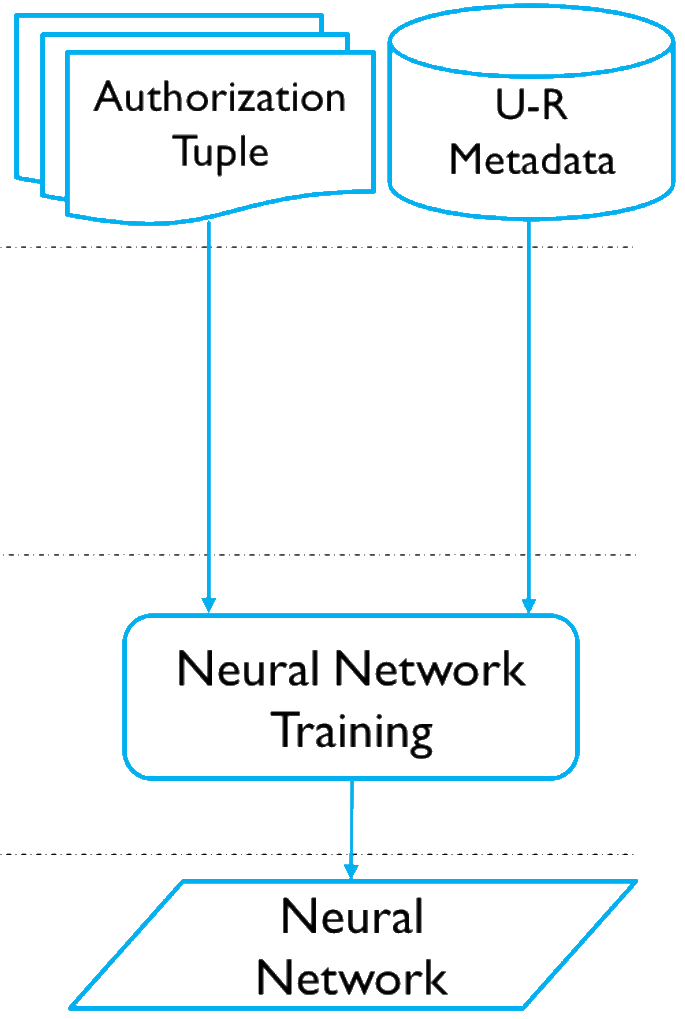 Authorization
Tuple
U-R
Metadata
Neural Network
Training
Neural
Network